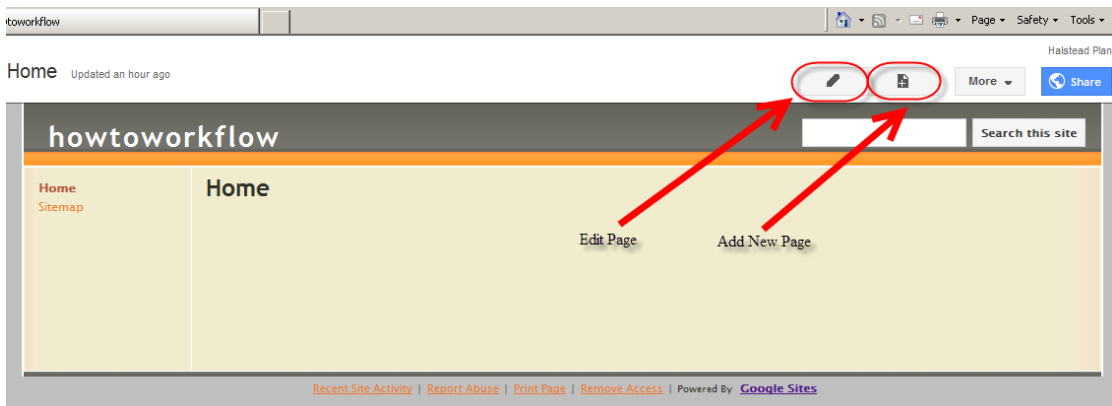 toworkflow
Page Safety Tools
Halstead Plan
Home Updated an hour ago
More Share
howtoworkflow
Search this site
Home
Sitemap
Home
Edit Page
Add New Page
Recent Site Activity | Report Abuse | Print Page | Remove Access | Powered By Google Sites